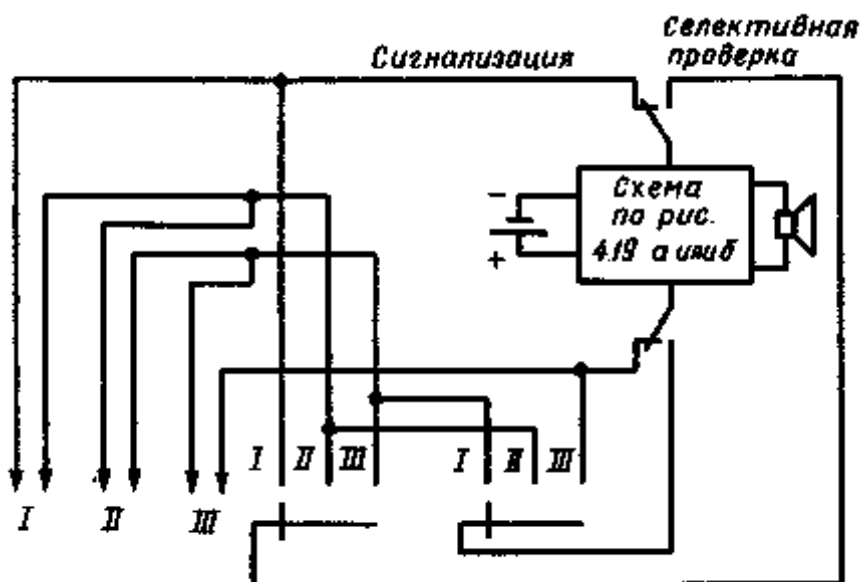 Селективная
проверка
Сигнализация
Схема
по рис.
4.19 а или б
-
+
I II III I II III
I II III